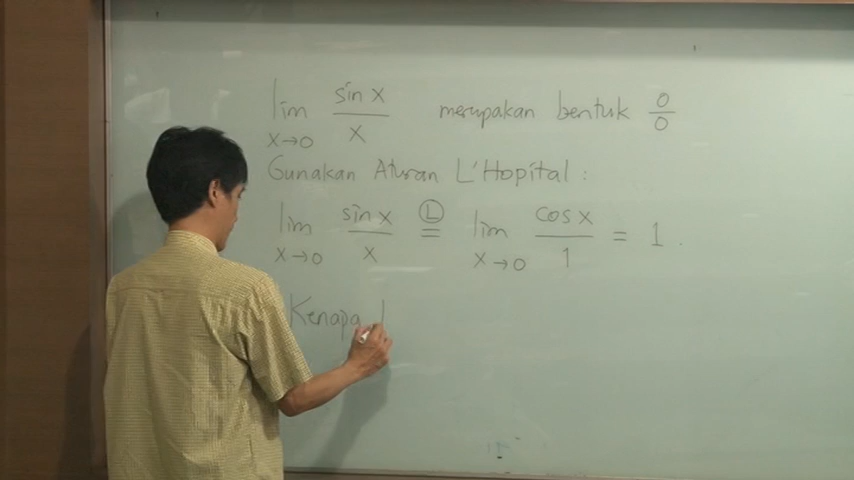 lim x→0 sin x / x merupakan bentuk 0/0
Gunakan Aturan L'Hopital :
lim x→0 sin x / x Ⓛ= lim x→0 cos x / 1 = 1 .
Kenapa